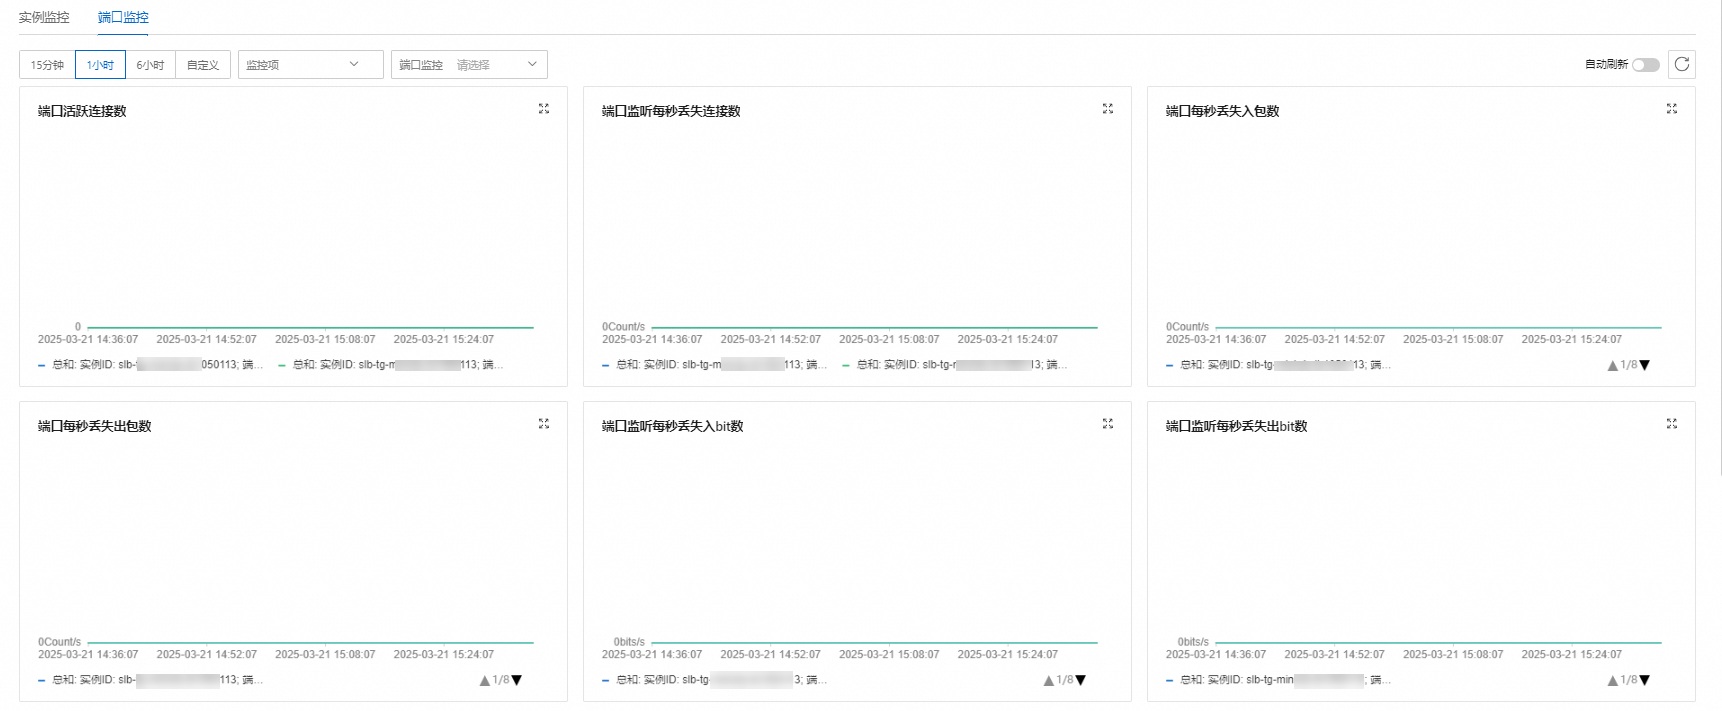 实例监控 端口监控
15分钟 1小时 6小时 自定义 监控项 端口监控 请选择 自动刷新
端口活跃连接数 端口监听每秒丢失连接数 端口每秒丢失入包数
0 0Count/s 0Count/s
2025-03-21 14:36:07 2025-03-21 14:52:07 2025-03-21 15:08:07 2025-03-21 15:24:07 2025-03-21 14:36:07 2025-03-21 14:52:07 2025-03-21 15:08:07 2025-03-21 15:24:07 2025-03-21 14:36:07 2025-03-21 14:52:07 2025-03-21 15:08:07 2025-03-21 15:24:07
总和: 实例ID: slb- 050113; 端... 总和: 实例ID: slb-tg-m 113; 端... 总和: 实例ID: slb-tg-m 113; 端... 总和: 实例ID: slb-tg- 13; 端... 总和: 实例ID: slb-tg- 13; 端... 1/8
端口每秒丢失出包数 端口监听每秒丢失入bit数 端口监听每秒丢失出bit数
0Count/s 0bits/s 0bits/s
2025-03-21 14:36:07 2025-03-21 14:52:07 2025-03-21 15:08:07 2025-03-21 15:24:07 2025-03-21 14:36:07 2025-03-21 14:52:07 2025-03-21 15:08:07 2025-03-21 15:24:07 2025-03-21 14:36:07 2025-03-21 14:52:07 2025-03-21 15:08:07 2025-03-21 15:24:07
总和: 实例ID: slb- 113; 端... 1/8 总和: 实例ID: slb-tg- 3; 端... 1/8 总和: 实例ID: slb-tg-min ; 端... 1/8